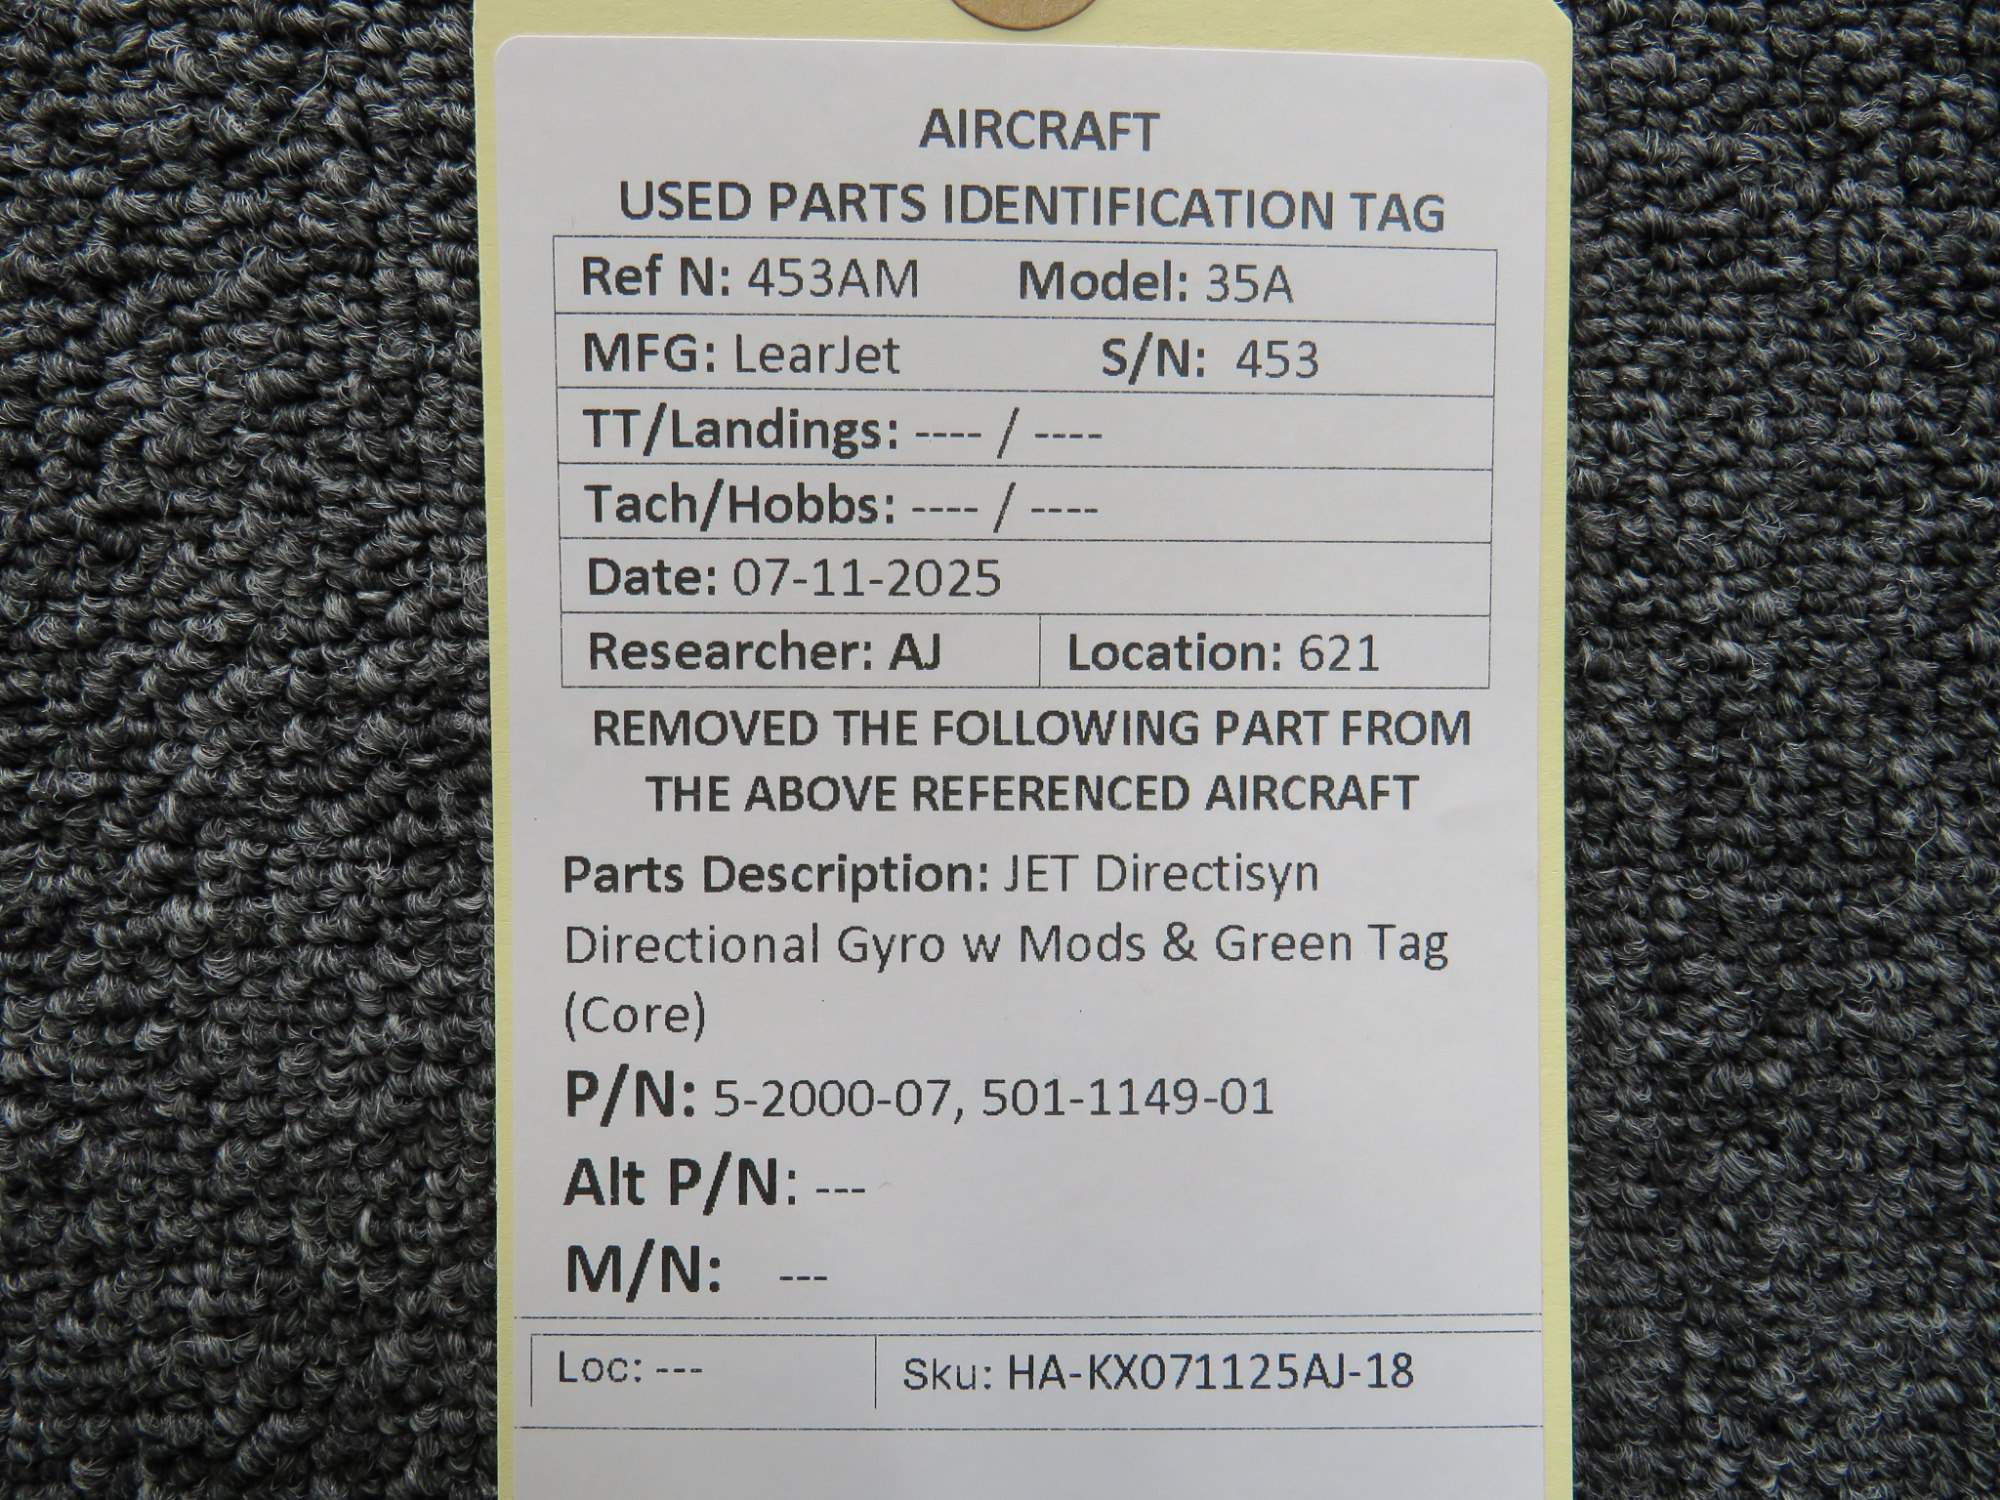 AIRCRAFT
USED PARTS IDENTIFICATION TAG
Ref N: 453AM Model: 35A
MFG: LearJet S/N: 453
TT/Landings: ---- / ----
Tach/Hobbs: ---- / ----
Date: 07-11-2025
Researcher: AJ Location: 621
REMOVED THE FOLLOWING PART FROM
THE ABOVE REFERENCED AIRCRAFT
Parts Description: JET Directisyn
Directional Gyro w Mods & Green Tag
(Core)
P/N: 5-2000-07, 501-1149-01
Alt P/N: ---
M/N: ---
Loc: --- Sku: HA-KX071125AJ-18